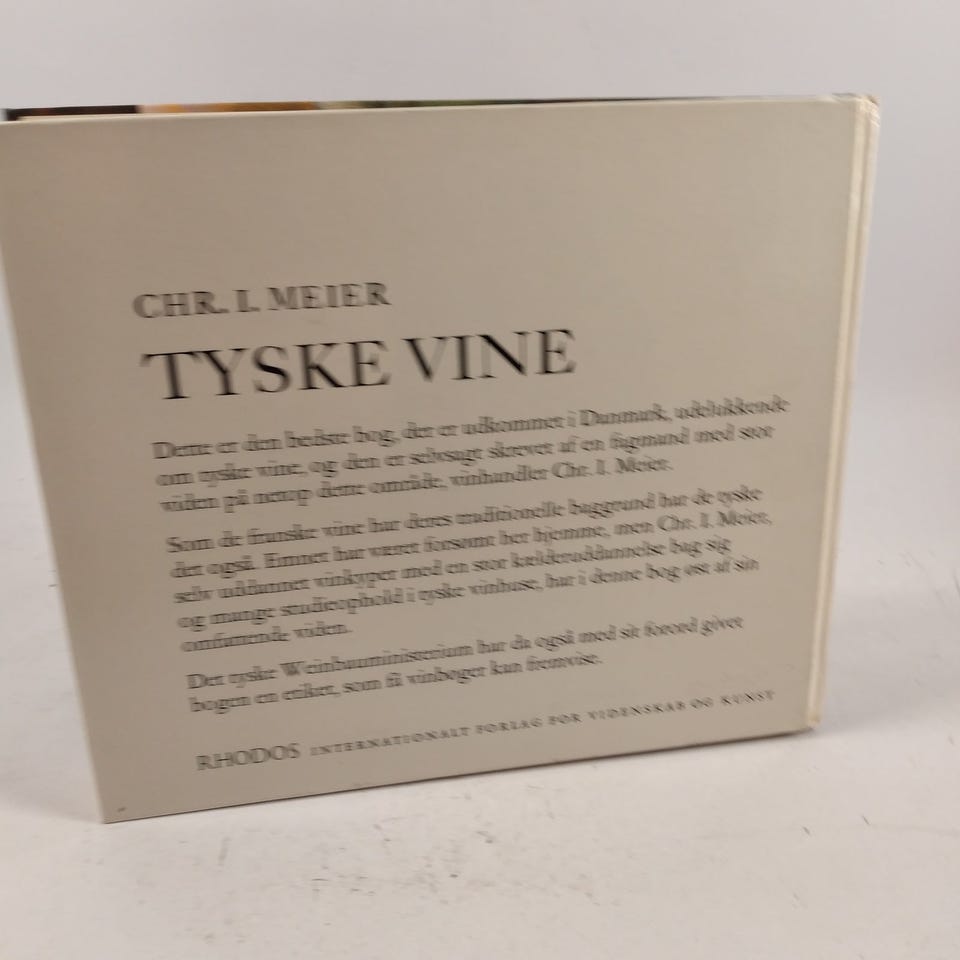 CHR. I. MEIER
TYSKE VINE
Dette er den bedste bog, der er udkommet i Danmark, udelukkende
om tyske vine, og den er selvsagt skrevet af en fagmand med stor
viden på netop dette område, vinhandler Chr. I. Meier.
Som de franske vine har deres traditionelle baggrund har de tyske
det også. Emnet har været forsømt her hjemme, men Chr. I. Meier,
selv uddannet vinkyper med en stor kælderuddannelse bag sig
og mange studieophold i tyske vinhuse, har i denne bog øst af sin
omfattende viden.
Det tyske Weinbauministerium har da også med sit forord givet
bogen en etiket, som få vinbøger kan fremvise.
RHODOS INTERNATIONALT FORLAG FOR VIDENSKAB OG KUNST